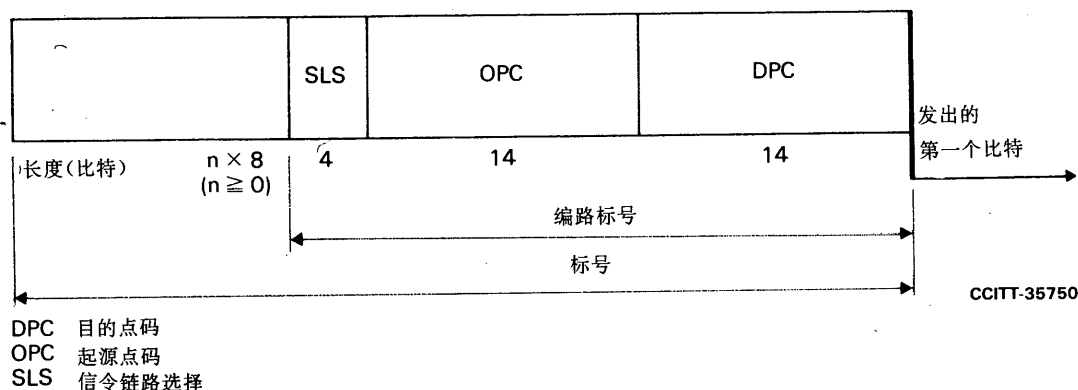 SLS OPC DPC
发出的
第一个比特
长度(比特) n × 8 4 14 14
(n ≧ 0)
编路标号
标号
CCITT-35750
DPC 目的点码
OPC 起源点码
SLS 信令链路选择